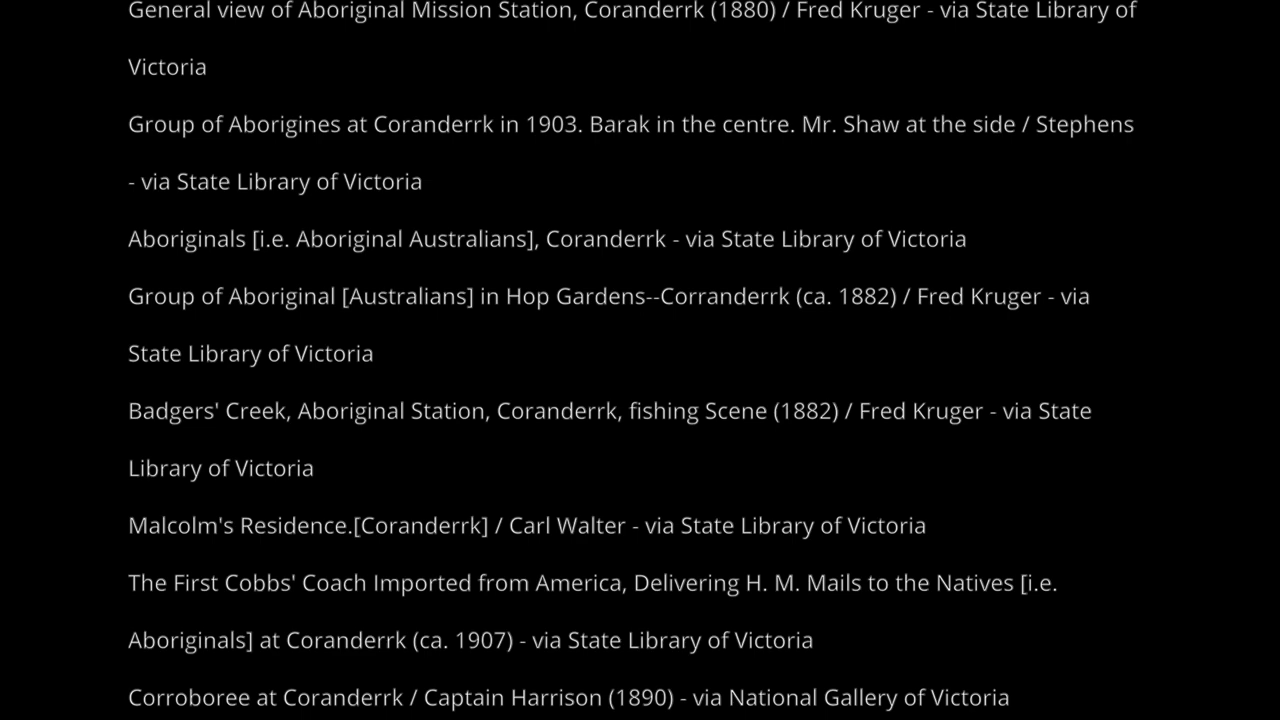 General view of Aboriginal Mission Station, Coranderrk (1880) / Fred Kruger - via State Library of
Victoria
Group of Aborigines at Coranderrk in 1903. Barak in the centre. Mr. Shaw at the side / Stephens
- via State Library of Victoria
Aboriginals [i.e. Aboriginal Australians], Coranderrk - via State Library of Victoria
Group of Aboriginal [Australians] in Hop Gardens--Corranderrk (ca. 1882) / Fred Kruger - via
State Library of Victoria
Badgers' Creek, Aboriginal Station, Coranderrk, fishing Scene (1882) / Fred Kruger - via State
Library of Victoria
Malcolm's Residence.[Coranderrk] / Carl Walter - via State Library of Victoria
The First Cobbs' Coach Imported from America, Delivering H. M. Mails to the Natives [i.e.
Aboriginals] at Coranderrk (ca. 1907) - via State Library of Victoria
Corroboree at Coranderrk / Captain Harrison (1890) - via National Gallery of Victoria